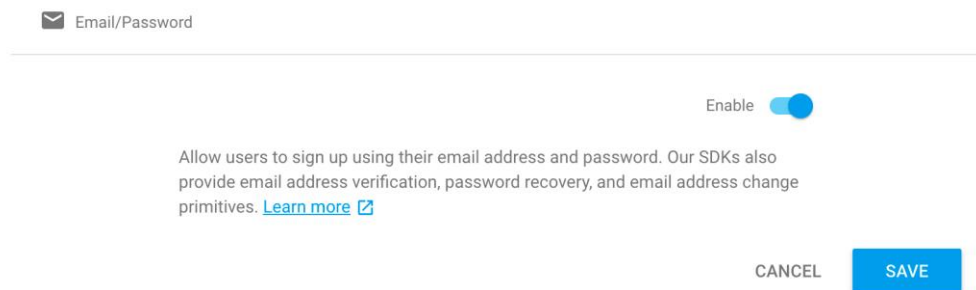 Email/Password
Enable
Allow users to sign up using their email address and password. Our SDKs also
provide email address verification, password recovery, and email address change
primitives. Learn more
CANCEL
SAVE